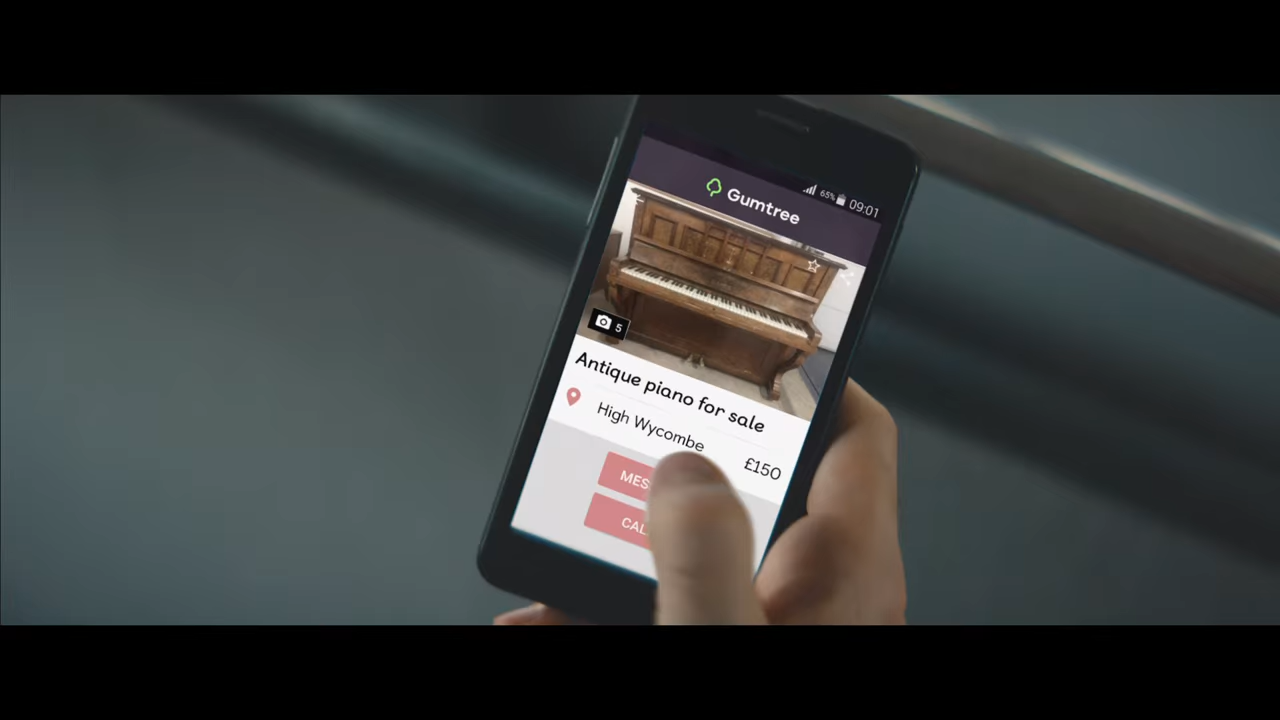 65% 09:01
Gumtree
5
Antique piano for sale
High Wycombe
£150